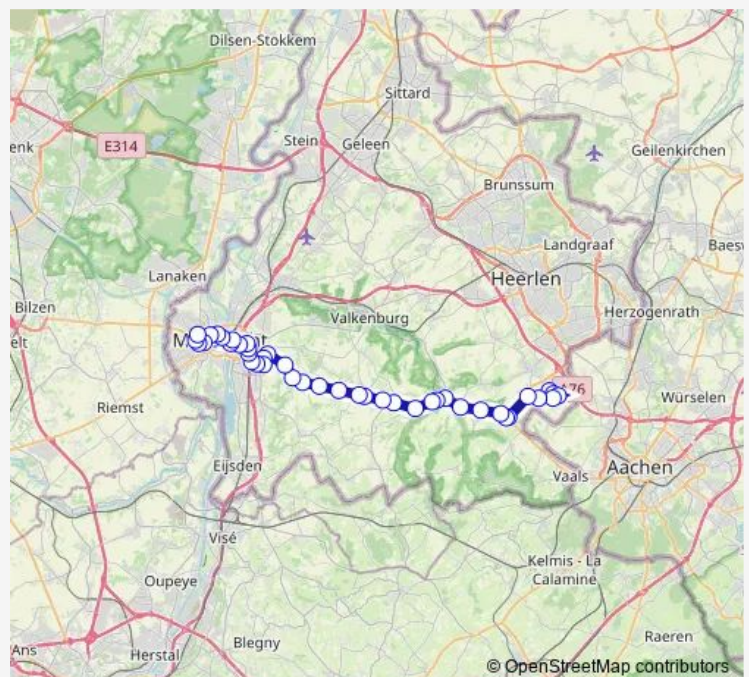 Dilsen-Stokkem
Sittard
E314
enk
Stein
Geleen
Geilenkirchen
Brunssum
Landgraaf
Baesw
Lanaken
Heerlen
Bilzen
Valkenburg
Herzogenrath
elt
M
t
A76
Riemst
Würselen
Eijsden
Vaals
Aachen
Visé
Kelmis - La
Calamine
Oupeye
Blegny
Raeren
Ans
Herstal
© OpenStreetMap contributors